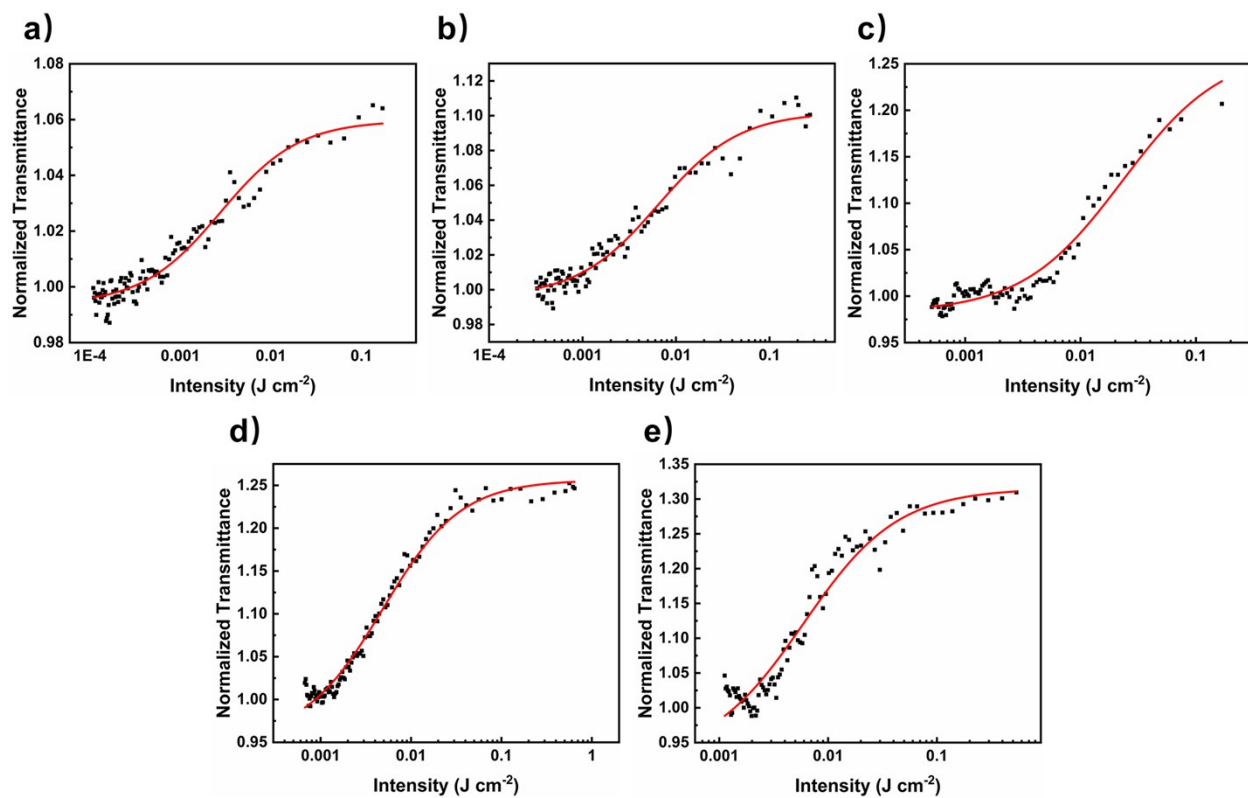 a)
1.08
1.06
1.04
1.02
1.00
0.98
Normalized Transmittance
1E-4 0.001 0.01 0.1
Intensity (J cm-2)
b)
1.12
1.10
1.08
1.06
1.04
1.02
1.00
0.98
Normalized Transmittance
1E-4 0.001 0.01 0.1
Intensity (J cm-2)
c)
1.25
1.20
1.15
1.10
1.05
1.00
0.95
Normalized Transmittance
0.001 0.01 0.1
Intensity (J cm-2)
d)
1.25
1.20
1.15
1.10
1.05
1.00
0.95
Normalized Transmittance
0.001 0.01 0.1 1
Intensity (J cm-2)
e)
1.35
1.30
1.25
1.20
1.15
1.10
1.05
1.00
0.95
Normalized Transmittance
0.001 0.01 0.1
Intensity (J cm-2)